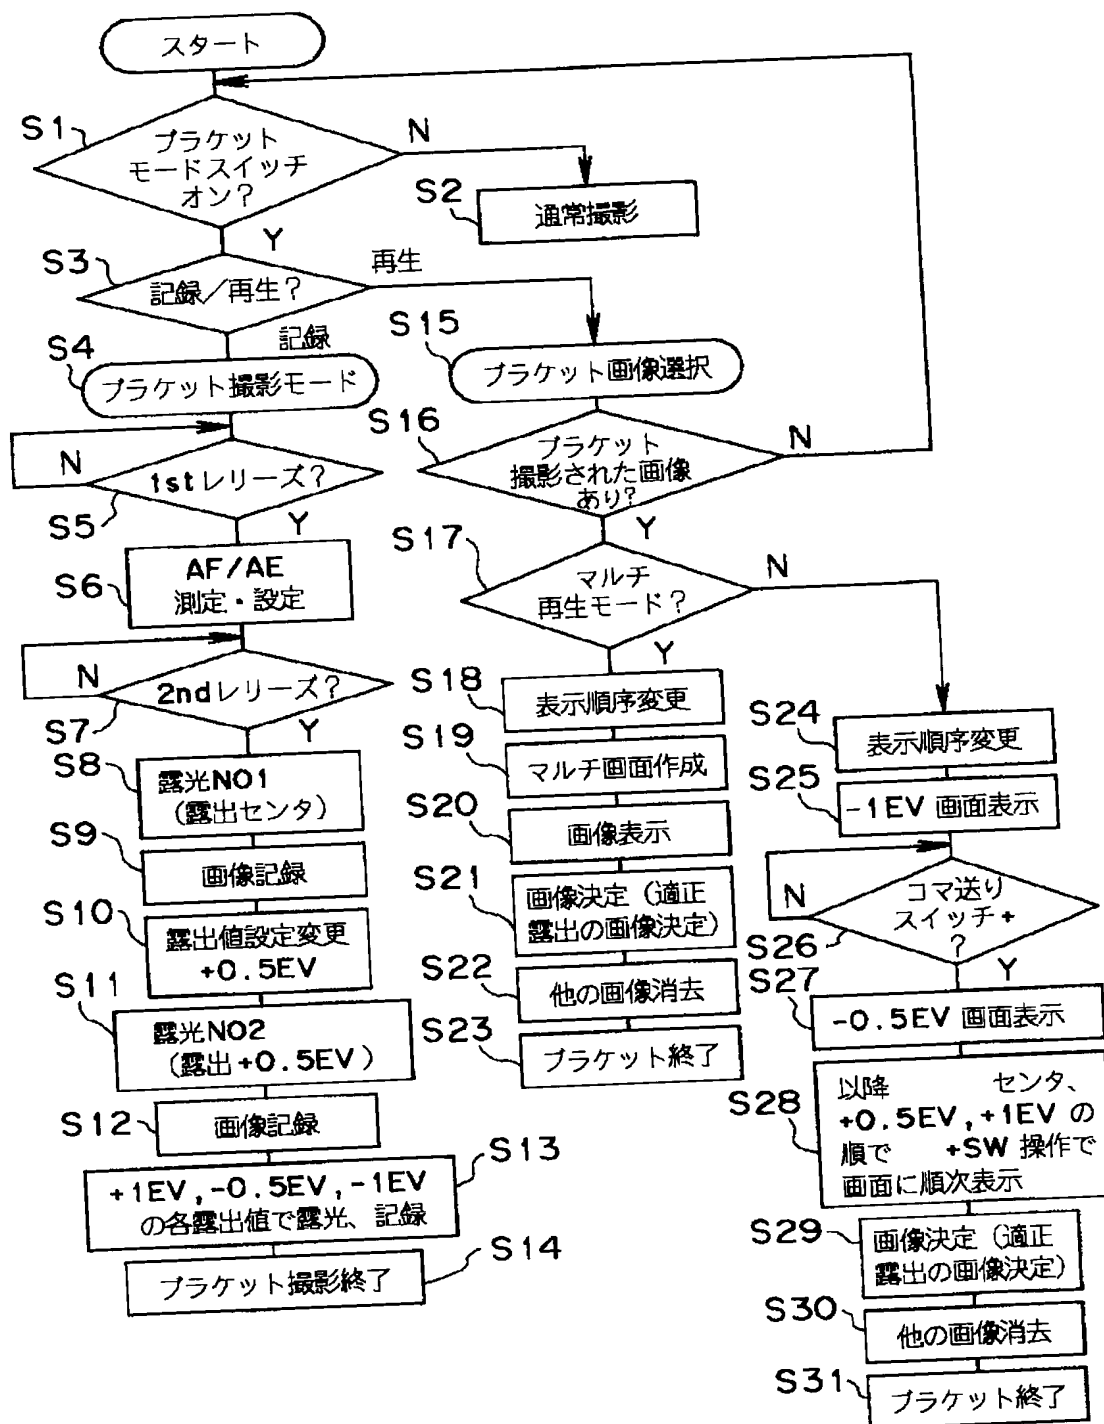 スタート
S1
ブラケット
モードスイッチ
オン?
N
S2
通常撮影
Y
S3
記録/再生?
再生
記録
S4
ブラケット撮影モード
N
1stレリーズ?
S5
Y
S6
AF/AE
測定・設定
N
2ndレリーズ?
S7
Y
S8
露光NO1
(露出センタ)
S9
画像記録
S10
露出値設定変更
+0.5EV
S11
露光NO2
(露出+0.5EV)
S12
画像記録
S13
+1EV,-0.5EV,-1EV
の各露出値で露光、記録
S14
ブラケット撮影終了
S15
ブラケット画像選択
S16
ブラケット
撮影された画像
あり?
N
Y
S17
マルチ
再生モード?
N
Y
S18
表示順序変更
S19
マルチ画面作成
S20
画像表示
S21
画像決定(適正
露出の画像決定)
S22
他の画像消去
S23
ブラケット終了
S24
表示順序変更
S25
-1EV 画面表示
N
コマ送り
スイッチ+
?
S26
Y
S27
-0.5EV 画面表示
S28
以降 センタ、
+0.5EV,+1EVの
順で +SW 操作で
画面に順次表示
S29
画像決定(適正
露出の画像決定)
S30
他の画像消去
S31
ブラケット終了